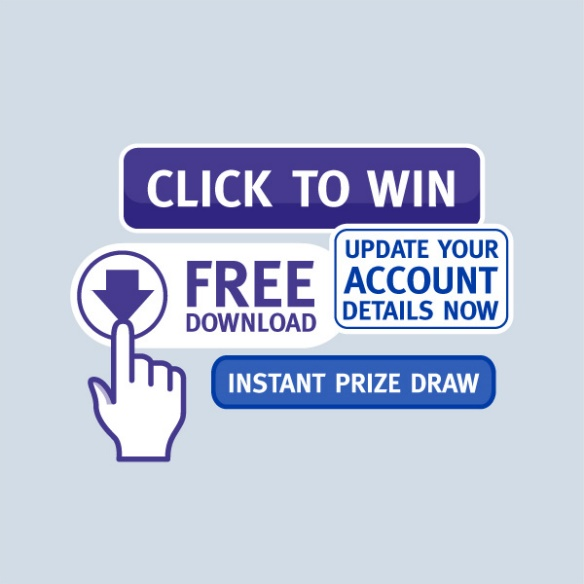 CLICK TO WIN
FREE
DOWNLOAD
UPDATE YOUR
ACCOUNT
DETAILS NOW
INSTANT PRIZE DRAW